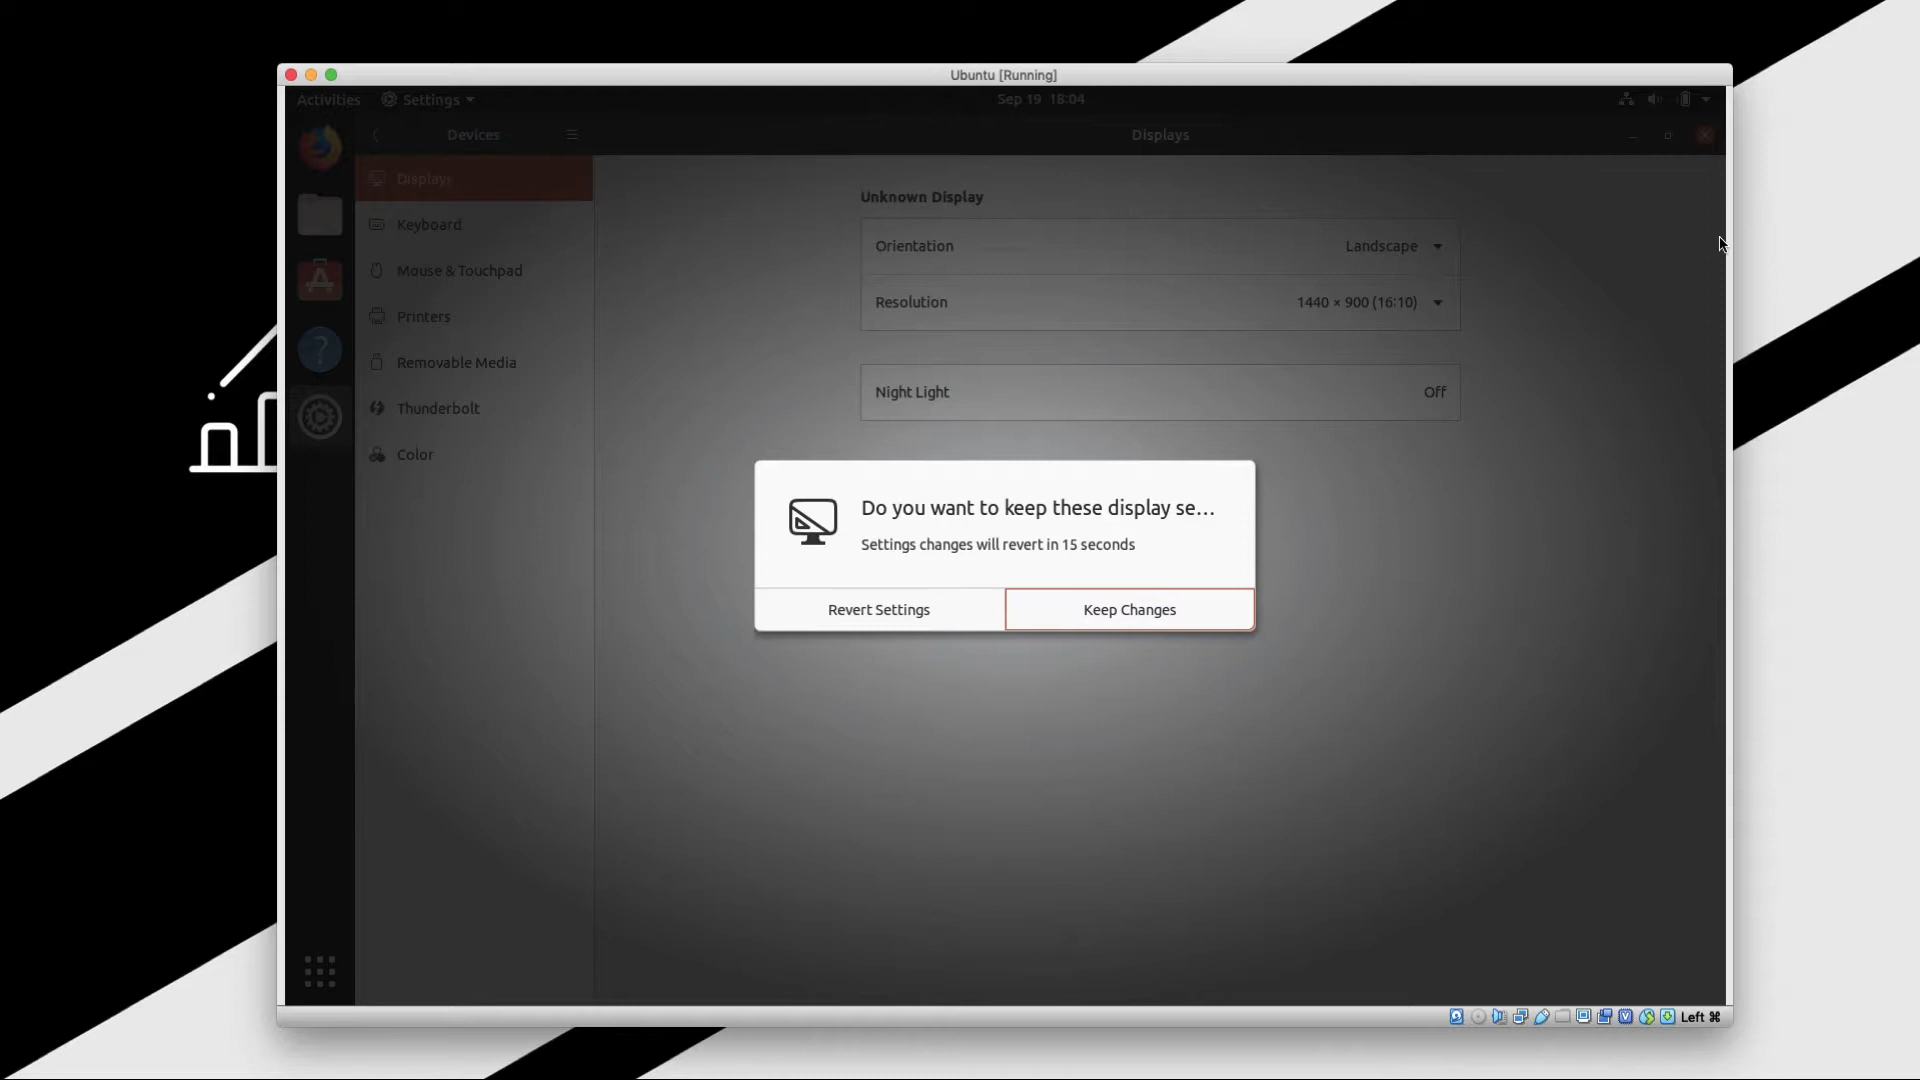 Ubuntu [Running]
Activities
Settings
Sep 19 18:04
Devices
Displays
Displays
Keyboard
Mouse & Touchpad
Printers
Removable Media
Thunderbolt
Color
Unknown Display
Orientation
Landscape
Resolution
1440 × 900 (16:10)
Night Light
Off
Do you want to keep these display se...
Settings changes will revert in 15 seconds
Revert Settings
Keep Changes
Left ⌘